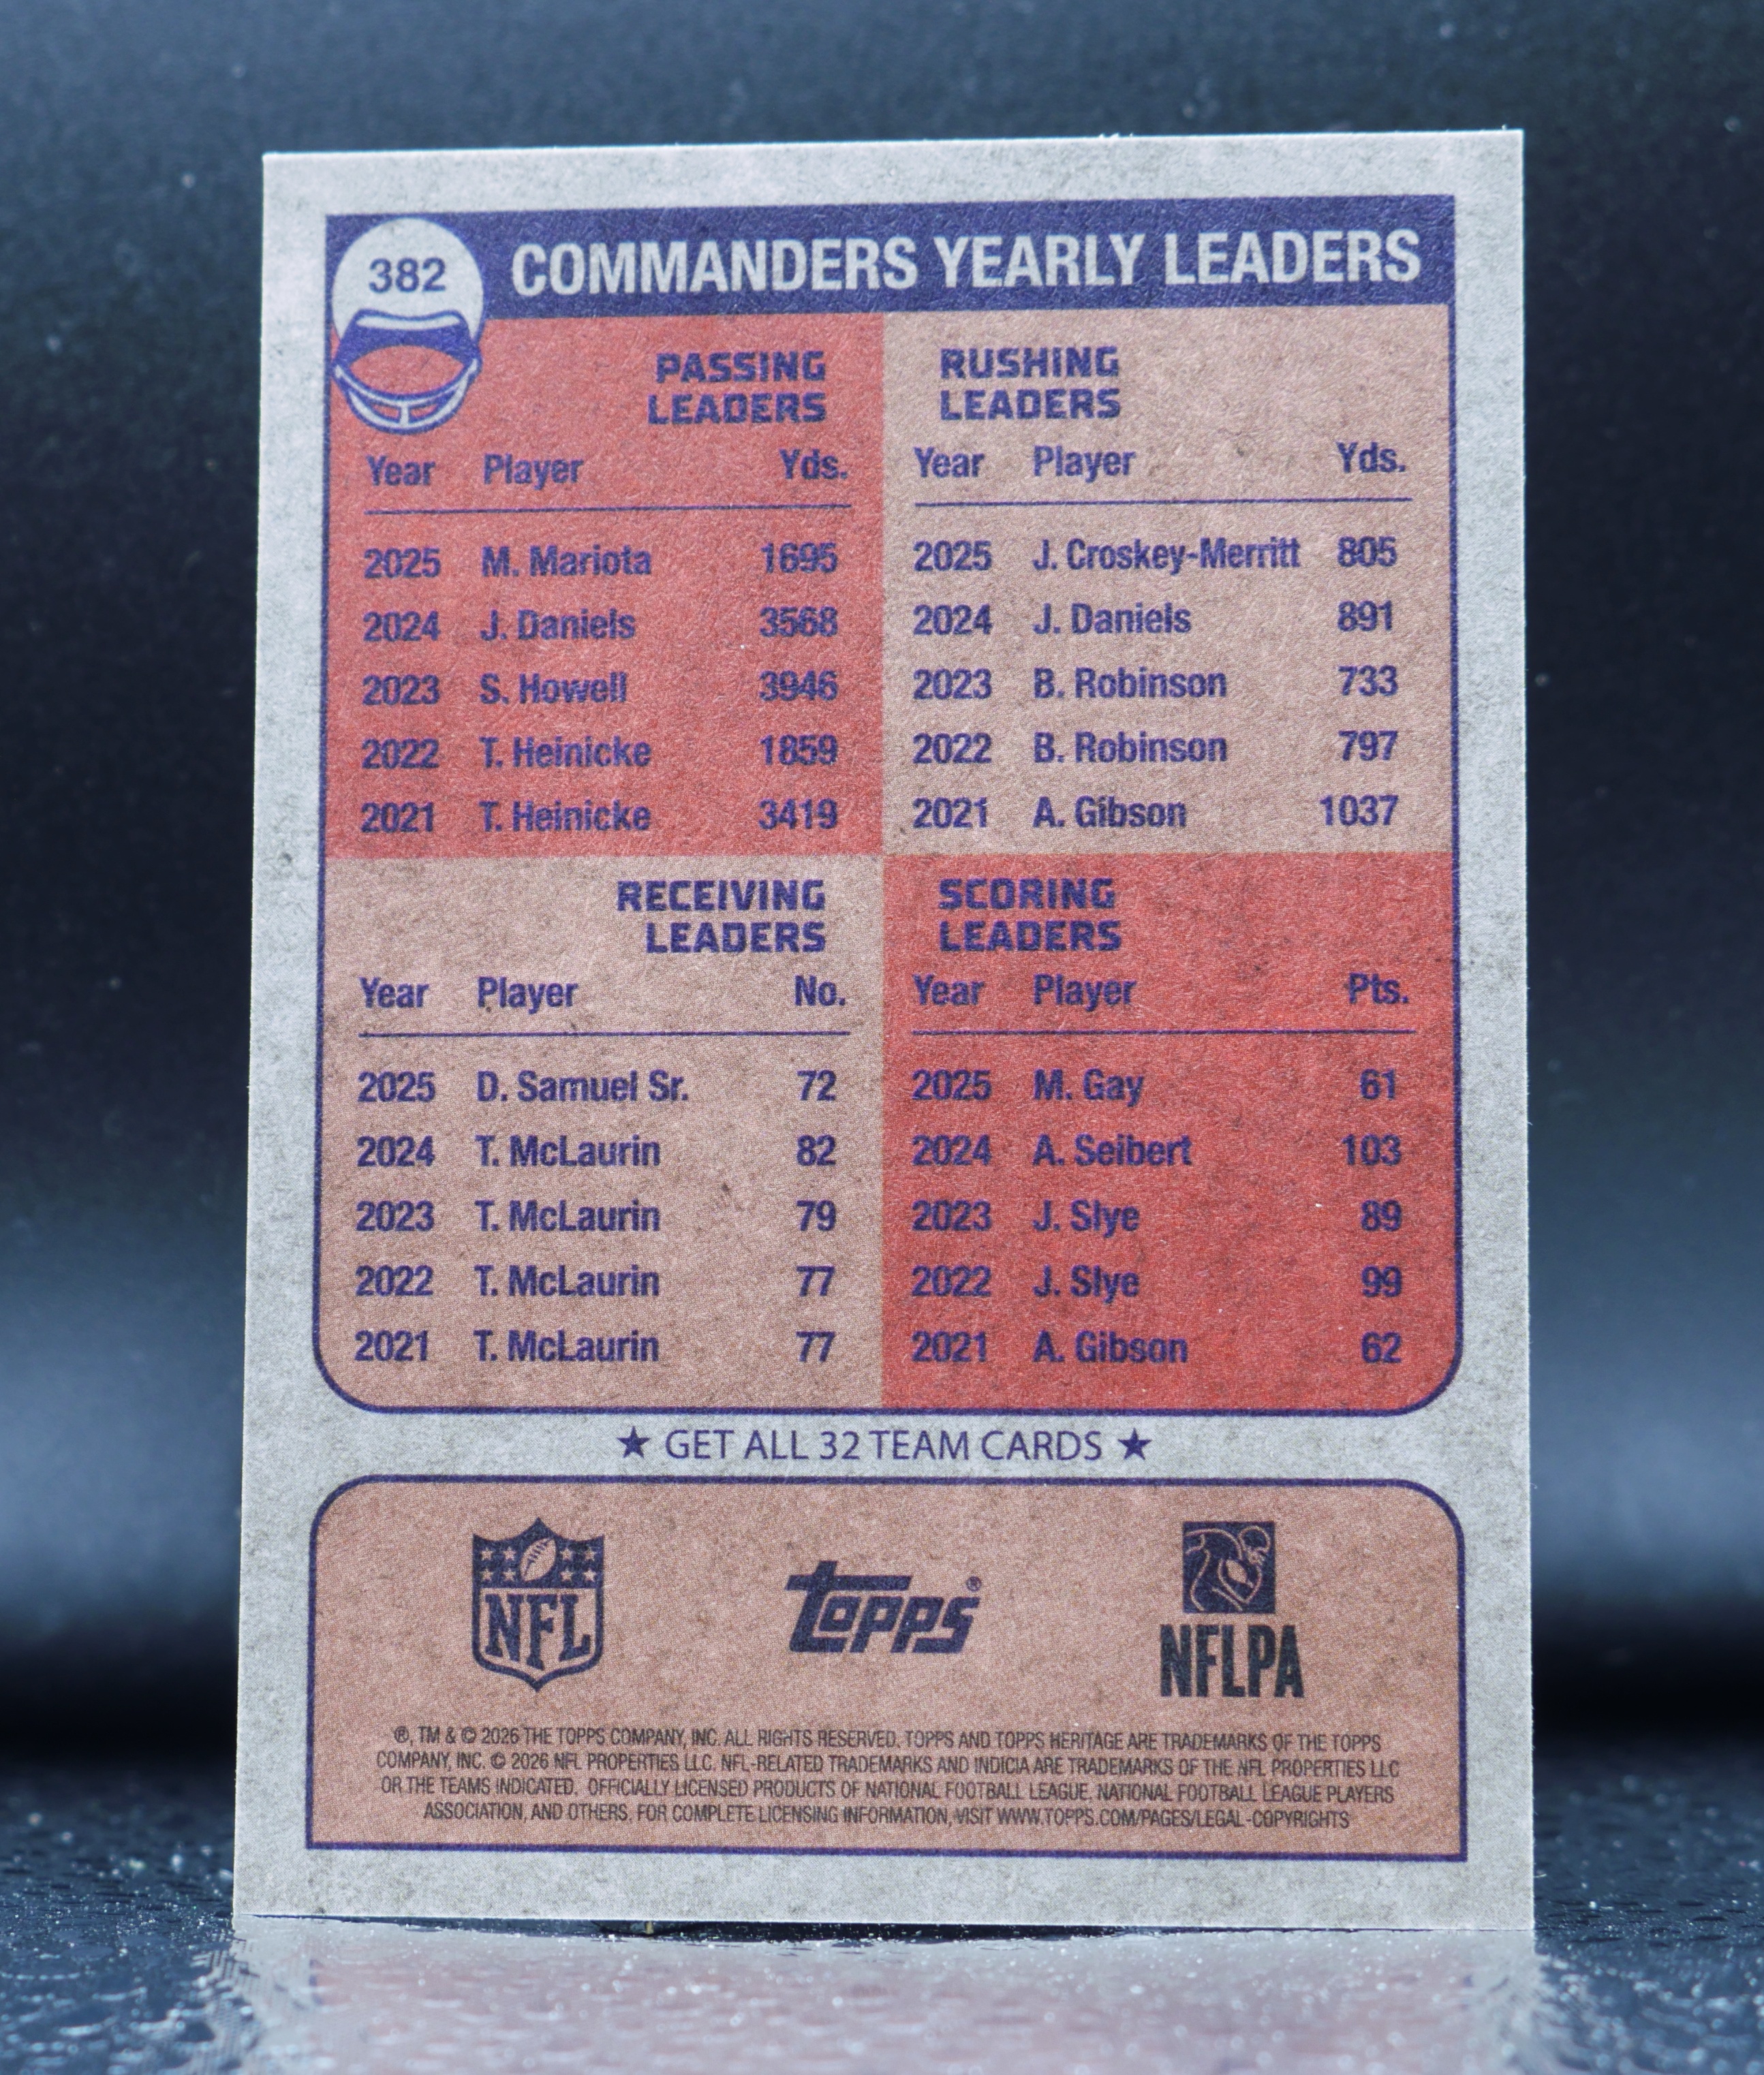 382
COMMANDERS YEARLY LEADERS
PASSING
LEADERS
Year Player Yds.
2025 M. Mariota 1695
2024 J. Daniels 3568
2023 S. Howell 3946
2022 T. Heinicke 1859
2021 T. Heinicke 3419
RUSHING
LEADERS
Year Player Yds.
2025 J. Croskey-Merritt 805
2024 J. Daniels 891
2023 B. Robinson 733
2022 B. Robinson 797
2021 A. Gibson 1037
RECEIVING
LEADERS
Year Player No.
2025 D. Samuel Sr. 72
2024 T. McLaurin 82
2023 T. McLaurin 79
2022 T. McLaurin 77
2021 T. McLaurin 77
SCORING
LEADERS
Year Player Pts.
2025 M. Gay 61
2024 A. Seibert 103
2023 J. Slye 89
2022 J. Slye 99
2021 A. Gibson 62
★ GET ALL 32 TEAM CARDS ★
NFL
topps®
NFLPA
®, TM & © 2026 THE TOPPS COMPANY, INC. ALL RIGHTS RESERVED. TOPPS AND TOPPS HERITAGE ARE TRADEMARKS OF THE TOPPS
COMPANY, INC. © 2026 NFL PROPERTIES LLC. NFL-RELATED TRADEMARKS AND INDICIA ARE TRADEMARKS OF THE NFL PROPERTIES LLC
OR THE TEAMS INDICATED. OFFICIALLY LICENSED PRODUCTS OF NATIONAL FOOTBALL LEAGUE, NATIONAL FOOTBALL LEAGUE PLAYERS
ASSOCIATION, AND OTHERS. FOR COMPLETE LICENSING INFORMATION, VISIT WWW.TOPPS.COM/PAGES/LEGAL-COPYRIGHTS